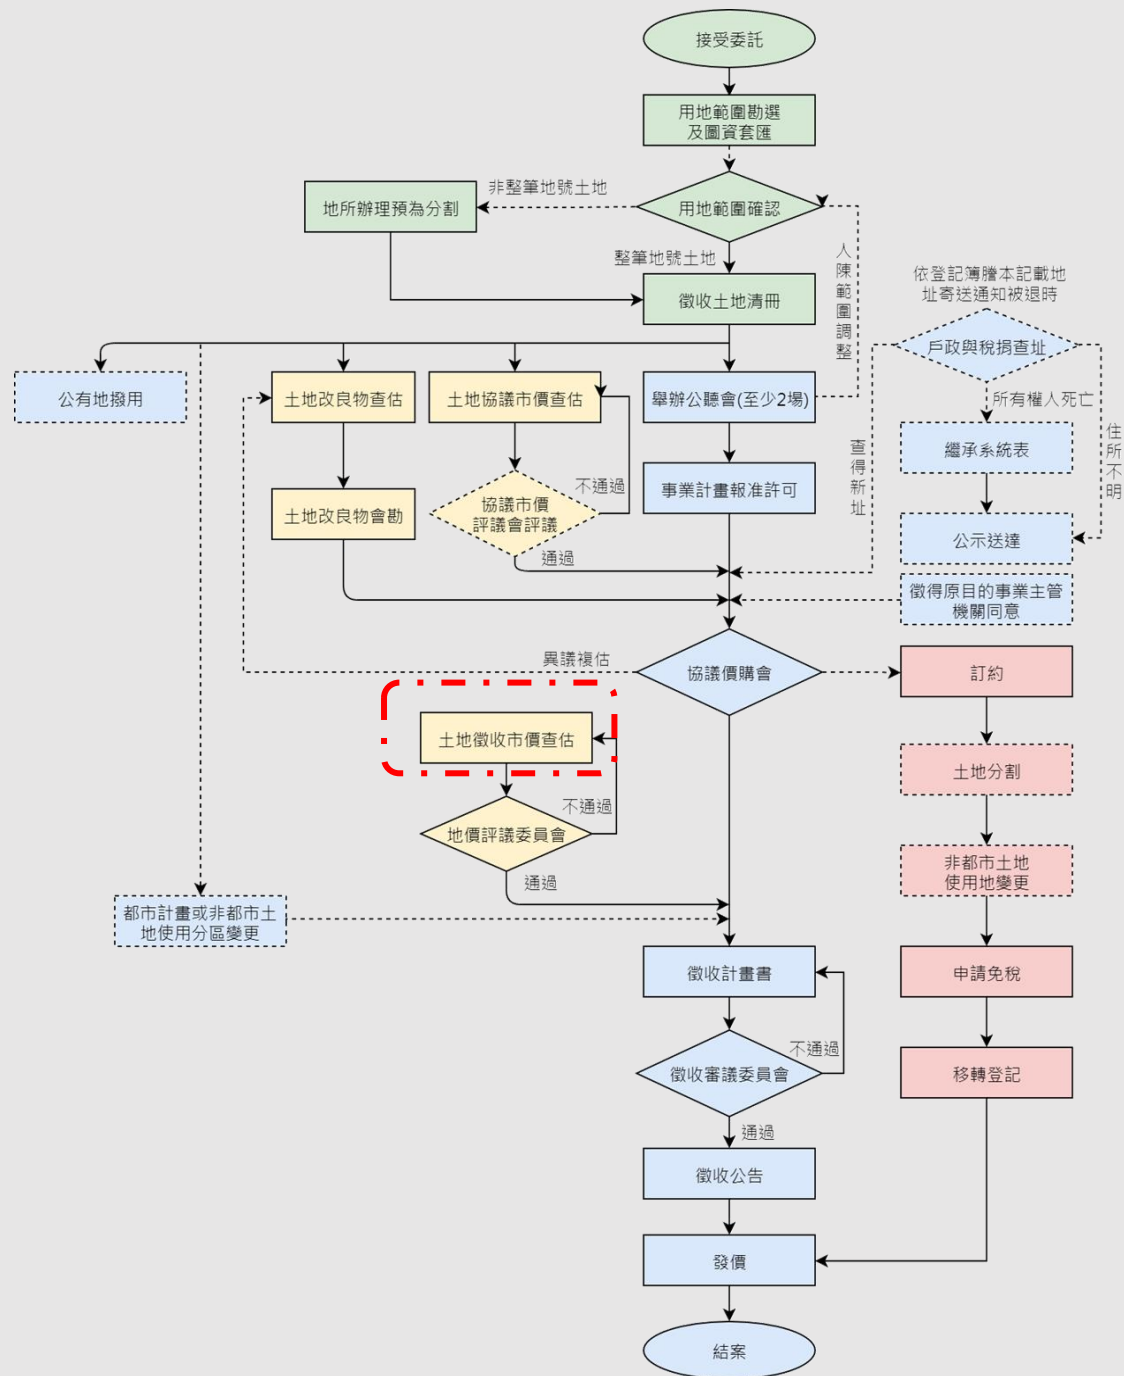 接受委託
用地範圍勘選
及圖資套匯
非整筆地號土地
地所辦理預為分割
用地範圍確認
整筆地號土地
人陳範圍調整
徵收土地清冊
依登記簿謄本記載地
址寄送通知被退時
戶政與稅捐查址
公有地撥用
土地改良物查估
土地協議市價查估
舉辦公聽會(至少2場)
所有權人死亡
住所不明
查得新址
繼承系統表
不通過
土地改良物會勘
協議市價
評議會評議
事業計畫報准許可
公示送達
通過
徵得原目的事業主管
機關同意
異議複估
協議價購會
訂約
土地徵收市價查估
土地分割
不通過
地價評議委員會
非都市土地
使用地變更
通過
都市計畫或非都市土
地使用分區變更
徵收計畫書
申請免稅
不通過
徵收審議委員會
移轉登記
通過
徵收公告
發價
結案